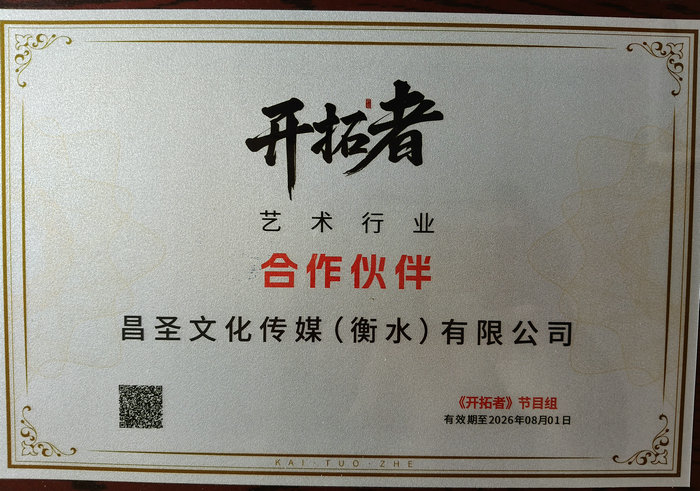 开拓者
艺术行业
合作伙伴
昌圣文化传媒(衡水)有限公司
《开拓者》节目组
有效期至2026年08月01日
KAI·TUO·ZHE